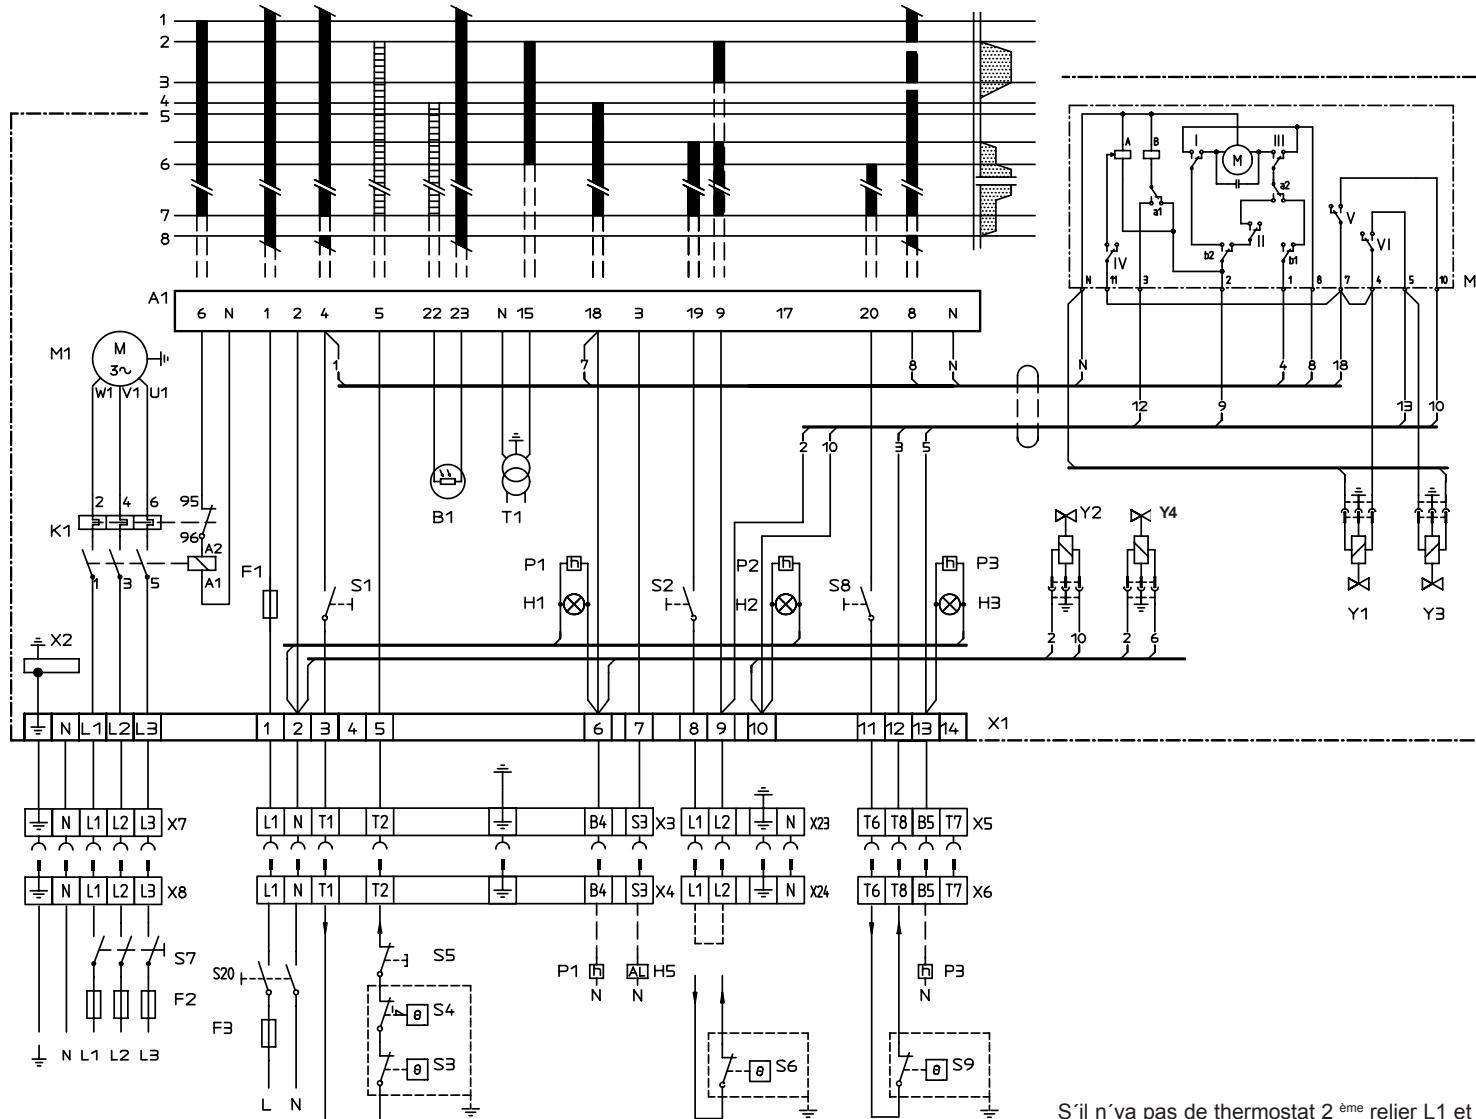 1
2
3
4
5
6
7
8
A B I M III
a2
a1
V
II VI
b2 b1
IV
N 11 3 2 1 8 7 4 5 10
M
A1
6 N 1 2 4 5 22 23 N 15 18 3 19 9 17 20 8 N
M1
M
3~
W1 V1 U1
1 7 8 N N 4 8 18
12 9 13 10
2 10 3 5
B1 T1
2 4 6 95
K1
96
A2
A1
1 3 5
F1 S1 P1 H1 S2 P2 H2 S8 P3 H3
h h h
Y2 Y4
Y1 Y3
2 10 2 6
X2
N L1 L2 L3 1 2 3 4 5 6 7 8 9 10 11 12 13 14 X1
N L1 L2 L3 X7 L1 N T1 T2 B4 S3 X3 L1 L2 N X23 T6 T8 B5 T7 X5
N L1 L2 L3 X8 L1 N T1 T2 B4 S3 X4 L1 L2 N X24 T6 T8 B5 T7 X6
S7 S20 S5
P1 h AL H5 h P3
N N N
F2 F3
θ S4
N L1 L2 L3
θ S3 θ S6 θ S9
L N
S´il n´va pas de thermostat 2 ème relier L1 et